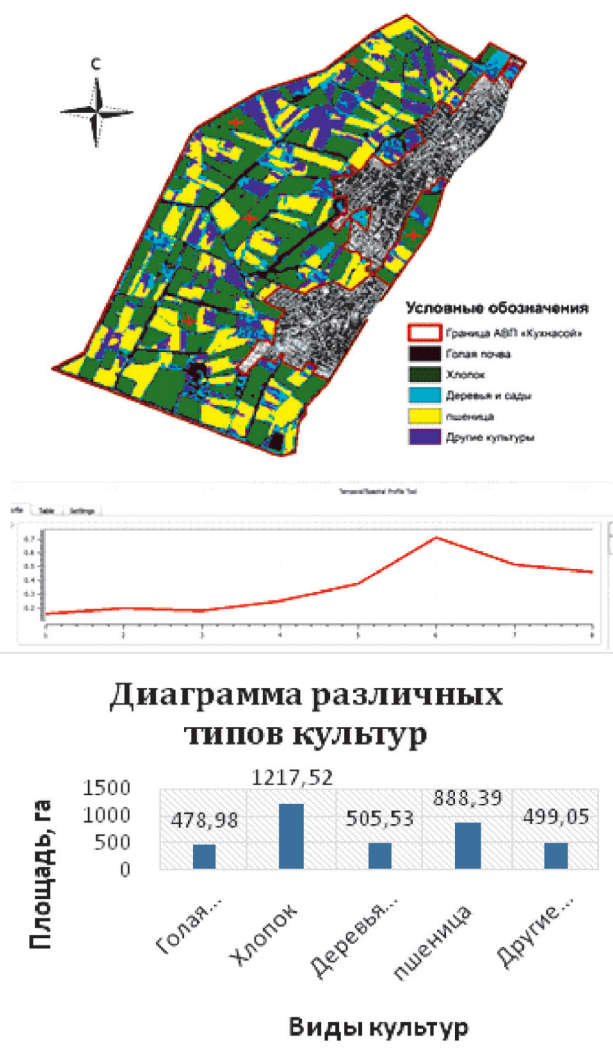 С
Условные обозначения
Граница АВП «Кухнасой»
Голая почва
Хлопок
Деревья и сады
пшеница
Другие культуры
Temporal/Spectral Profile Tool
Table Settings
0.7
0.6
0.5
0.4
0.3
0.2
2 3 4 5 6 7 8
Диаграмма различных
типов культур
Площадь, га
1500
1000
500
0
478,98
1217,52
505,53
888,39
499,05
Голая...
Хлопок
Деревья...
пшеница
Другие...
Виды культур